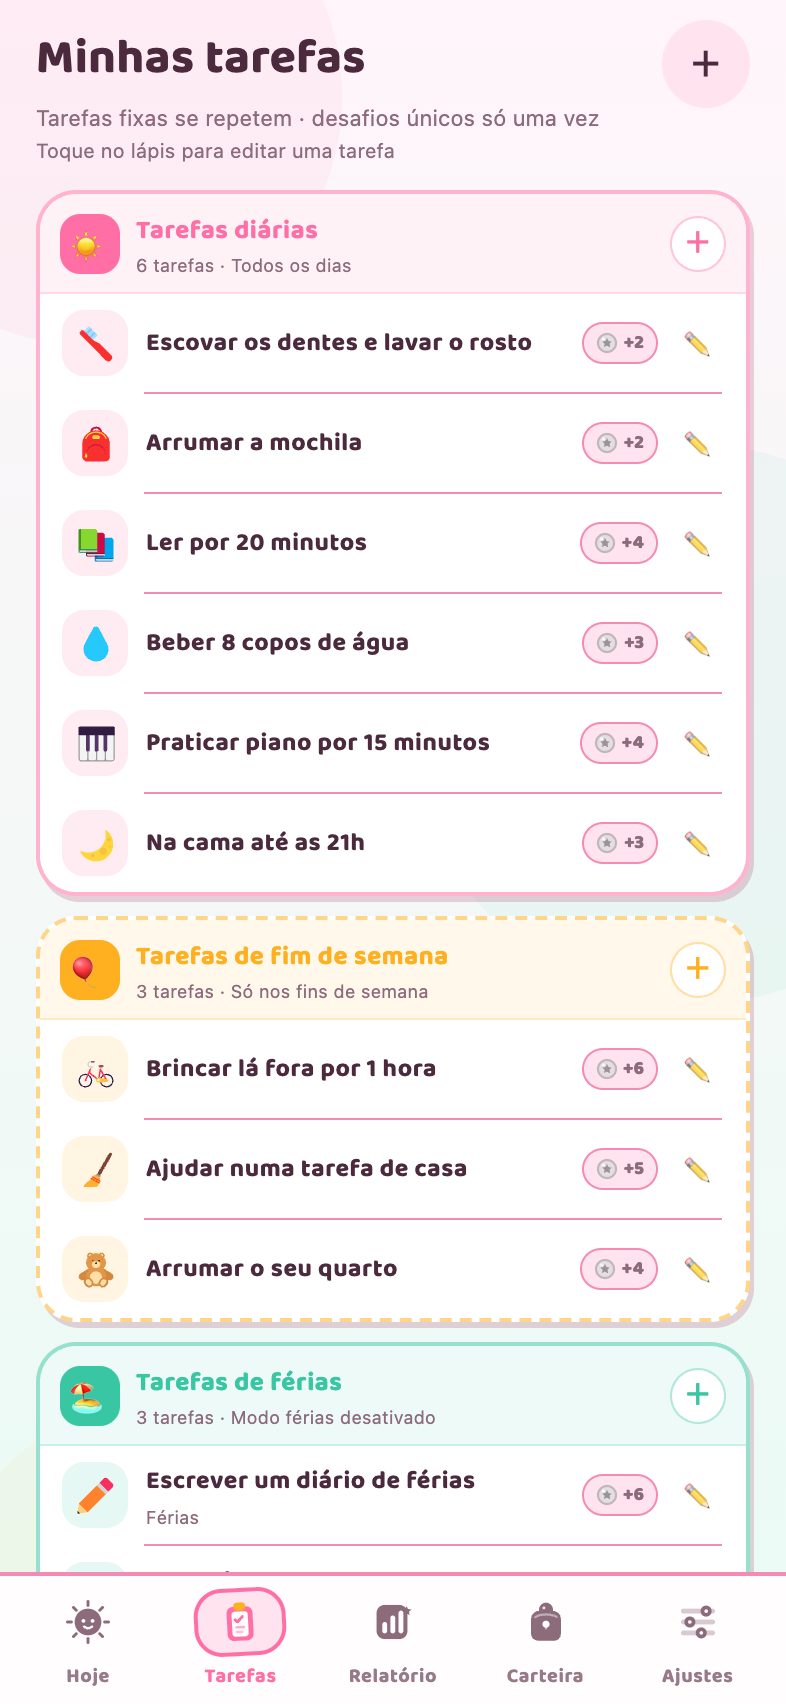 Minhas tarefas
Tarefas fixas se repetem · desafios únicos só uma vez
Toque no lápis para editar uma tarefa
Tarefas diárias
6 tarefas · Todos os dias
Escovar os dentes e lavar o rosto
+2
Arrumar a mochila
+2
Ler por 20 minutos
+4
Beber 8 copos de água
+3
Praticar piano por 15 minutos
+4
Na cama até as 21h
+3
Tarefas de fim de semana
3 tarefas · Só nos fins de semana
Brincar lá fora por 1 hora
+6
Ajudar numa tarefa de casa
+5
Arrumar o seu quarto
+4
Tarefas de férias
3 tarefas · Modo férias desativado
Escrever um diário de férias
+6
Férias
Hoje
Tarefas
Relatório
Carteira
Ajustes